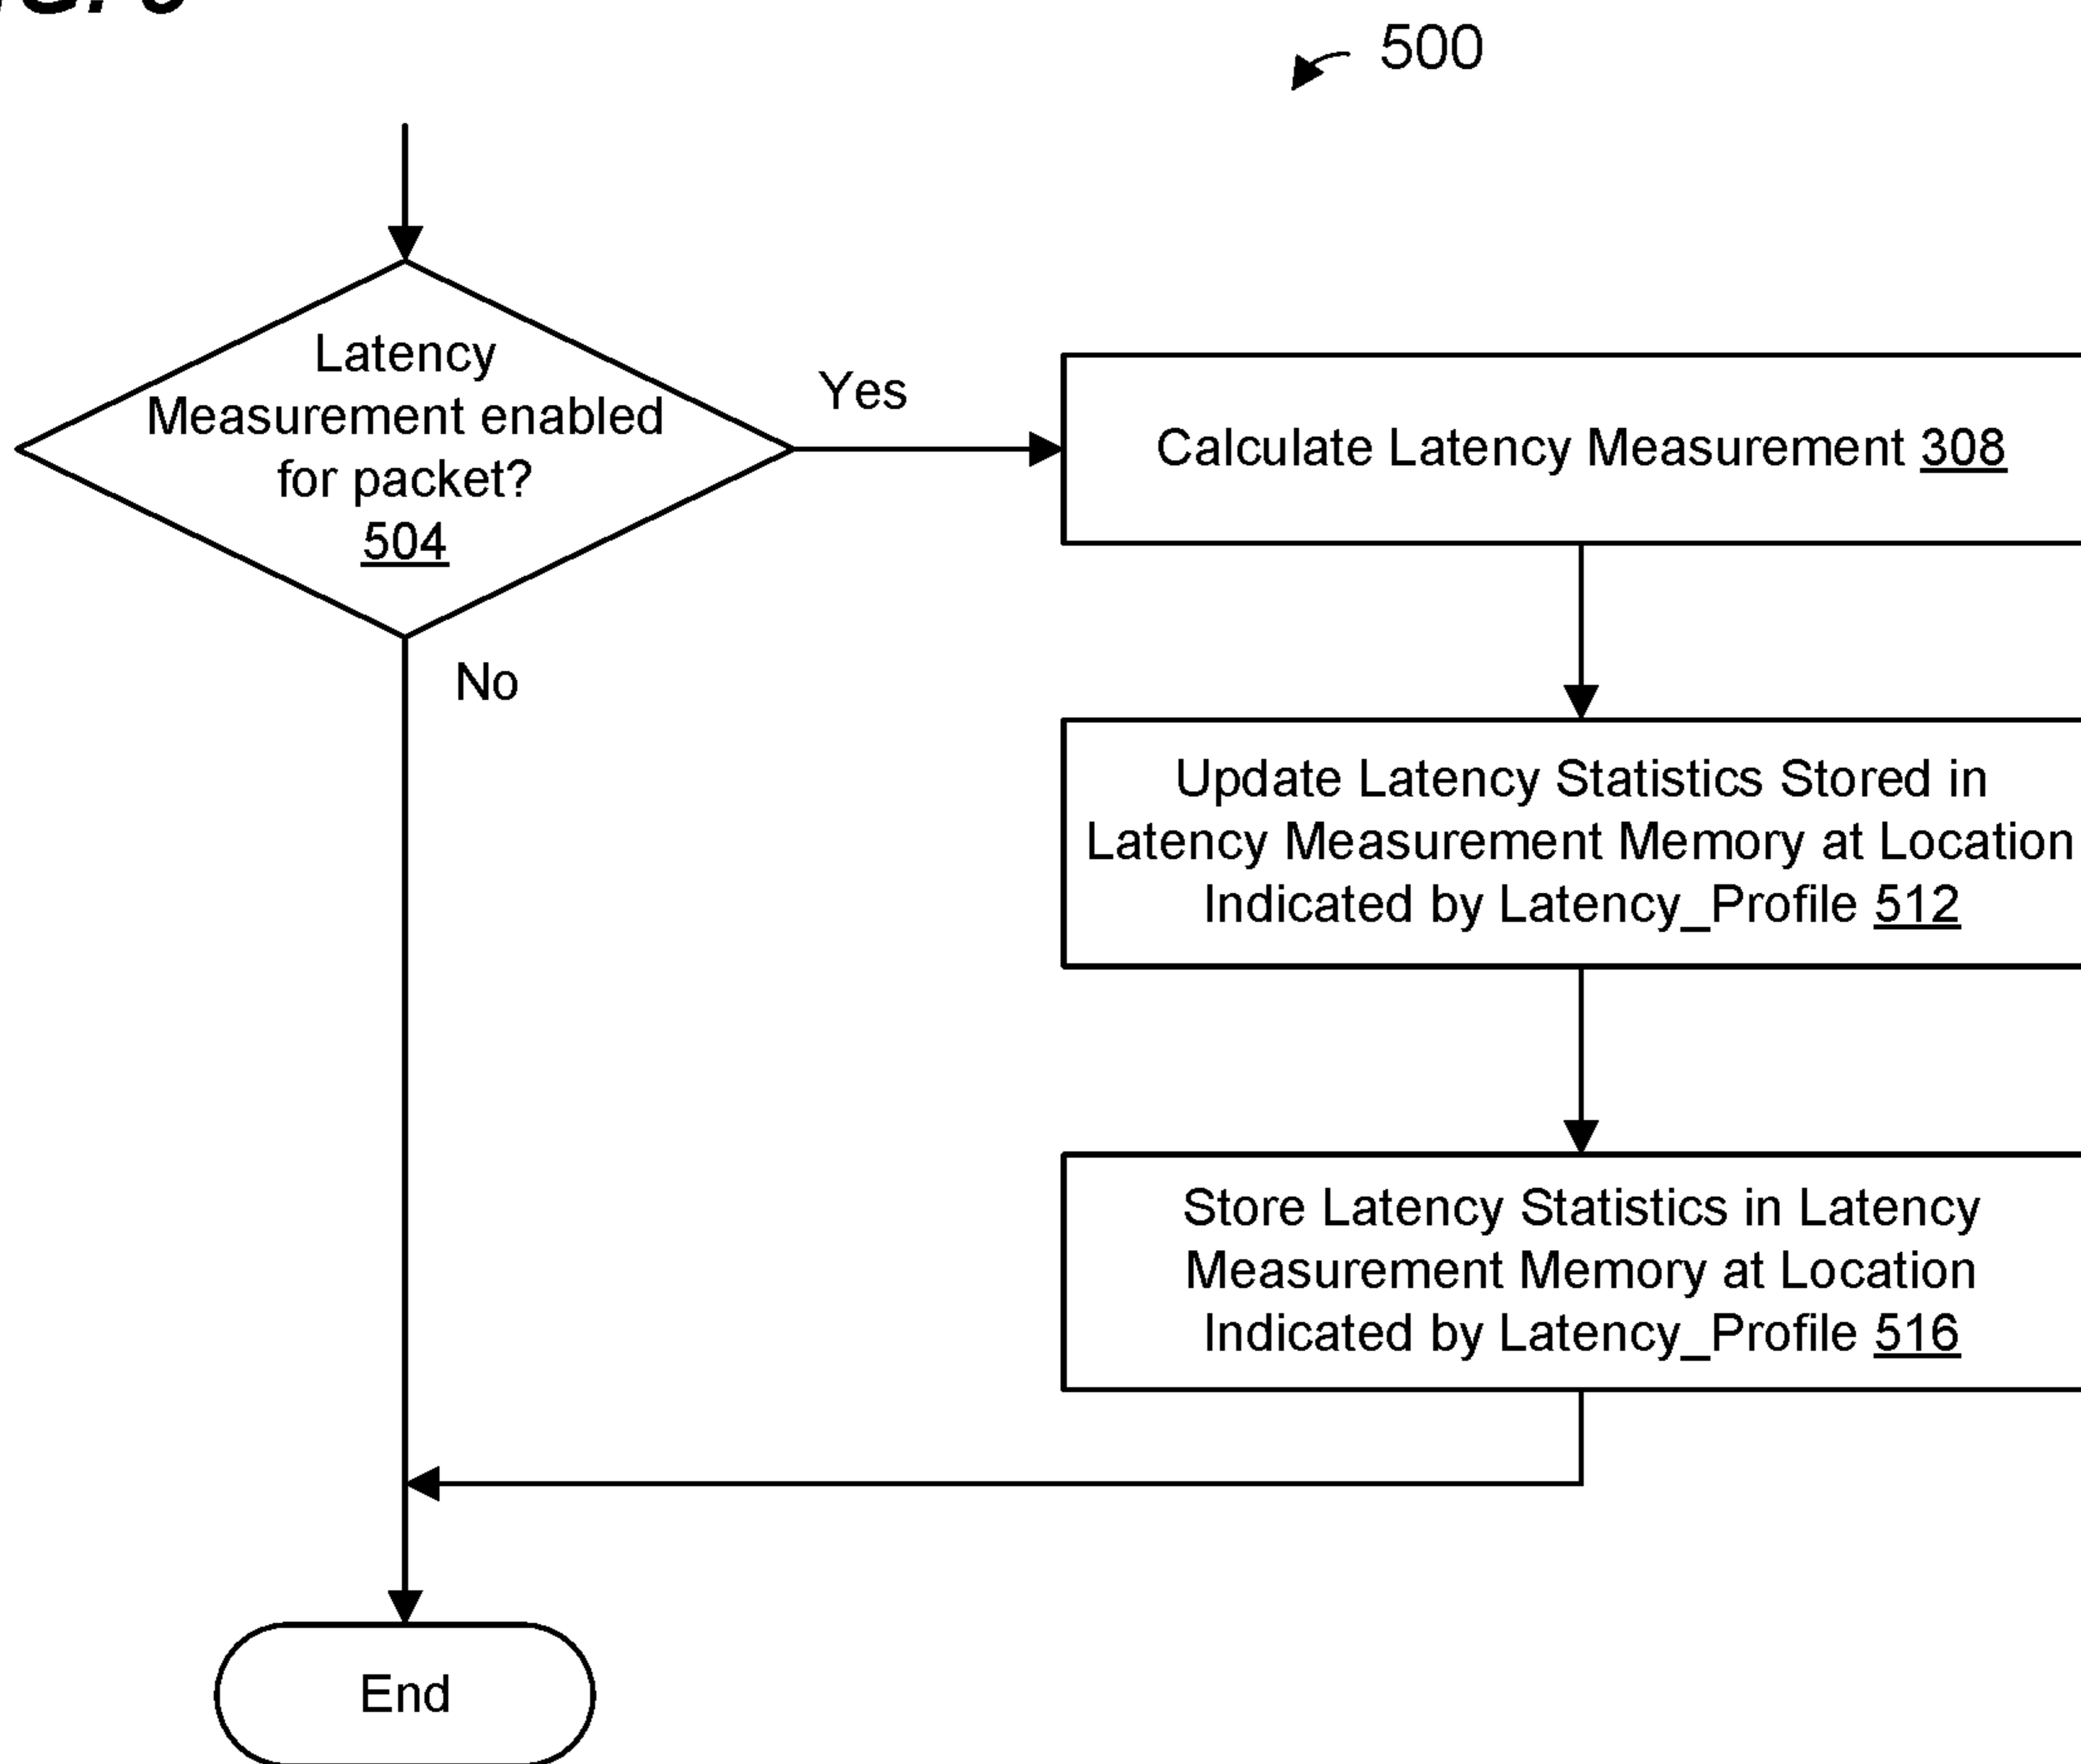 500
Latency
Measurement enabled
for packet?
504
Yes
No
Calculate Latency Measurement 308
Update Latency Statistics Stored in
Latency Measurement Memory at Location
Indicated by Latency_Profile 512
Store Latency Statistics in Latency
Measurement Memory at Location
Indicated by Latency_Profile 516
End